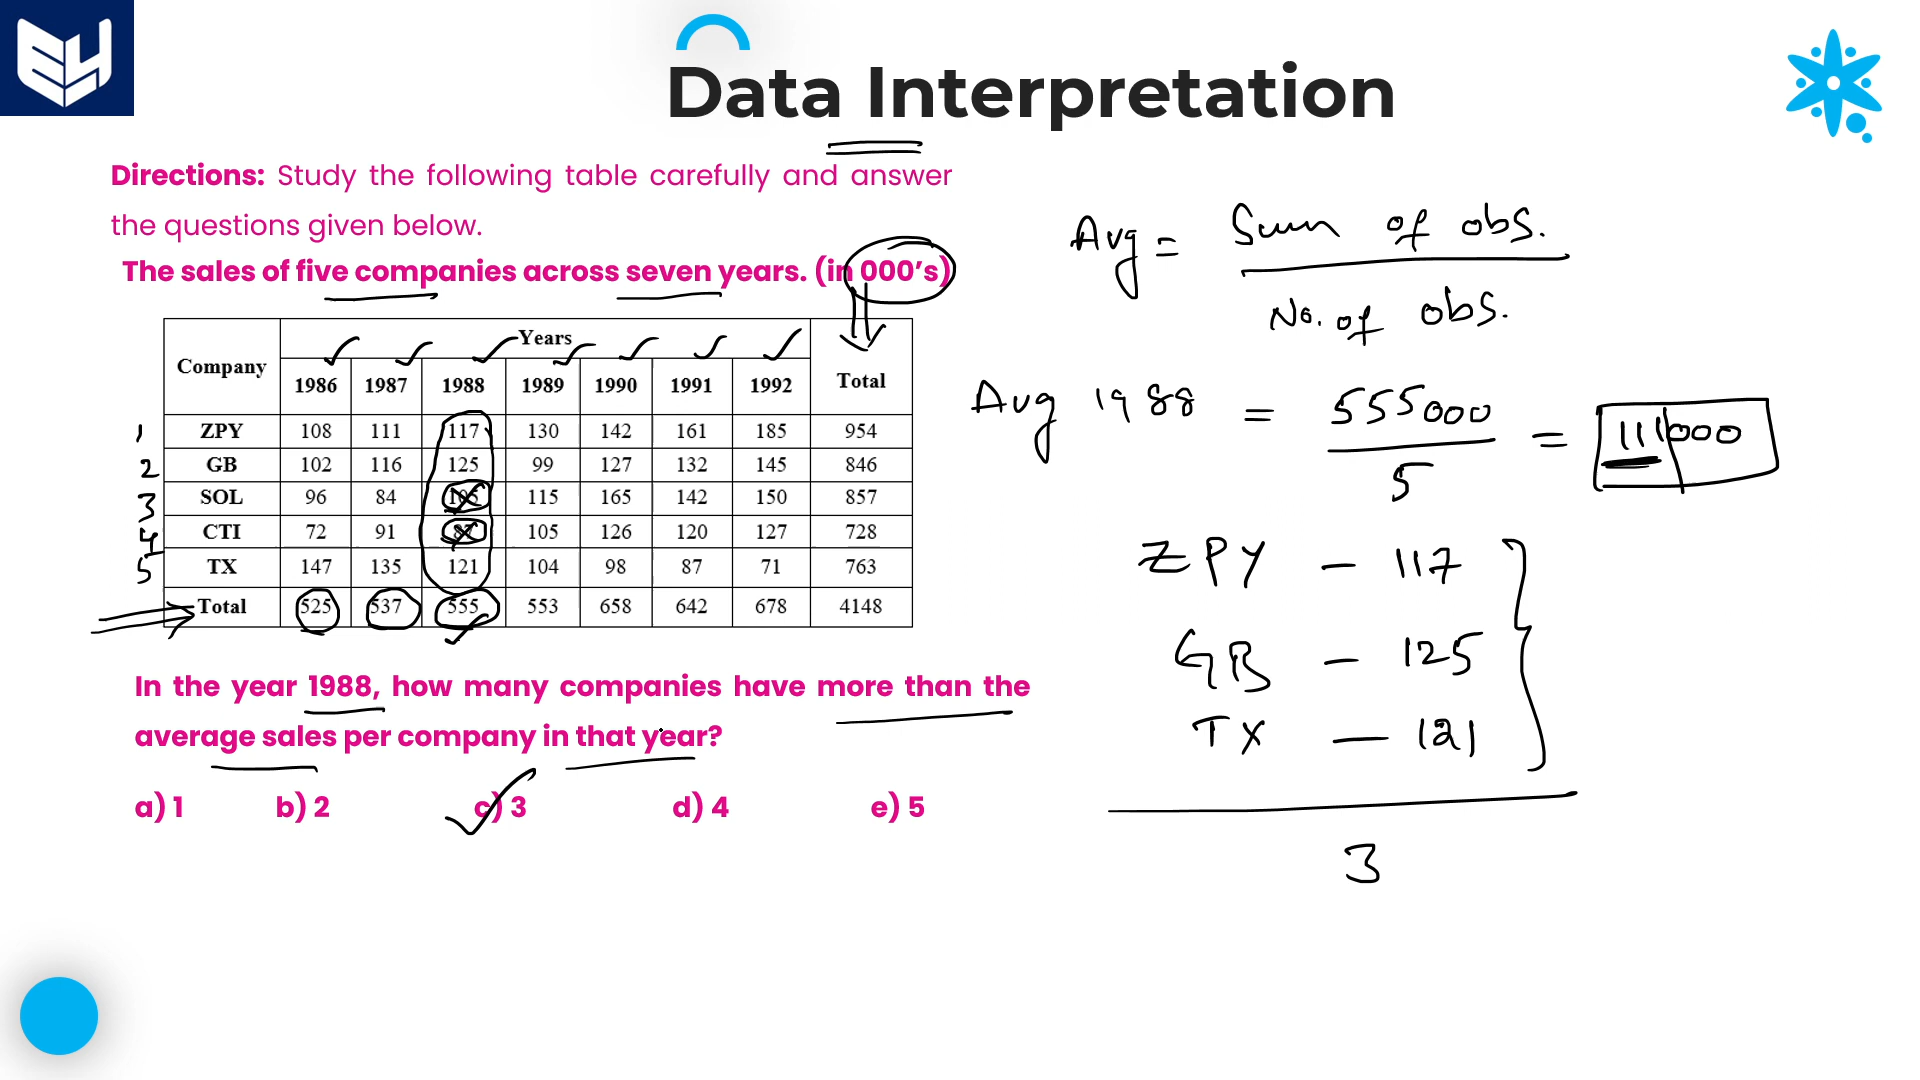 Data Interpretation
Directions: Study the following table carefully and answer
the questions given below.
The sales of five companies across seven years. (in 000's)
Company Years Total
1986 1987 1988 1989 1990 1991 1992
1 ZPY 108 111 117 130 142 161 185 954
2 GB 102 116 125 99 127 132 145 846
3 SOL 96 84 105 115 165 142 150 857
4 CTI 72 91 87 105 126 120 127 728
5 TX 147 135 121 104 98 87 71 763
Total 525 537 555 553 658 642 678 4148
In the year 1988, how many companies have more than the
average sales per company in that year?
a) 1 b) 2 c) 3 d) 4 e) 5
Avg = Sum of obs.
No. of obs.
Avg 1988 = 555000 = 111000
5
ZPY - 117
GB - 125
TX - 121
3